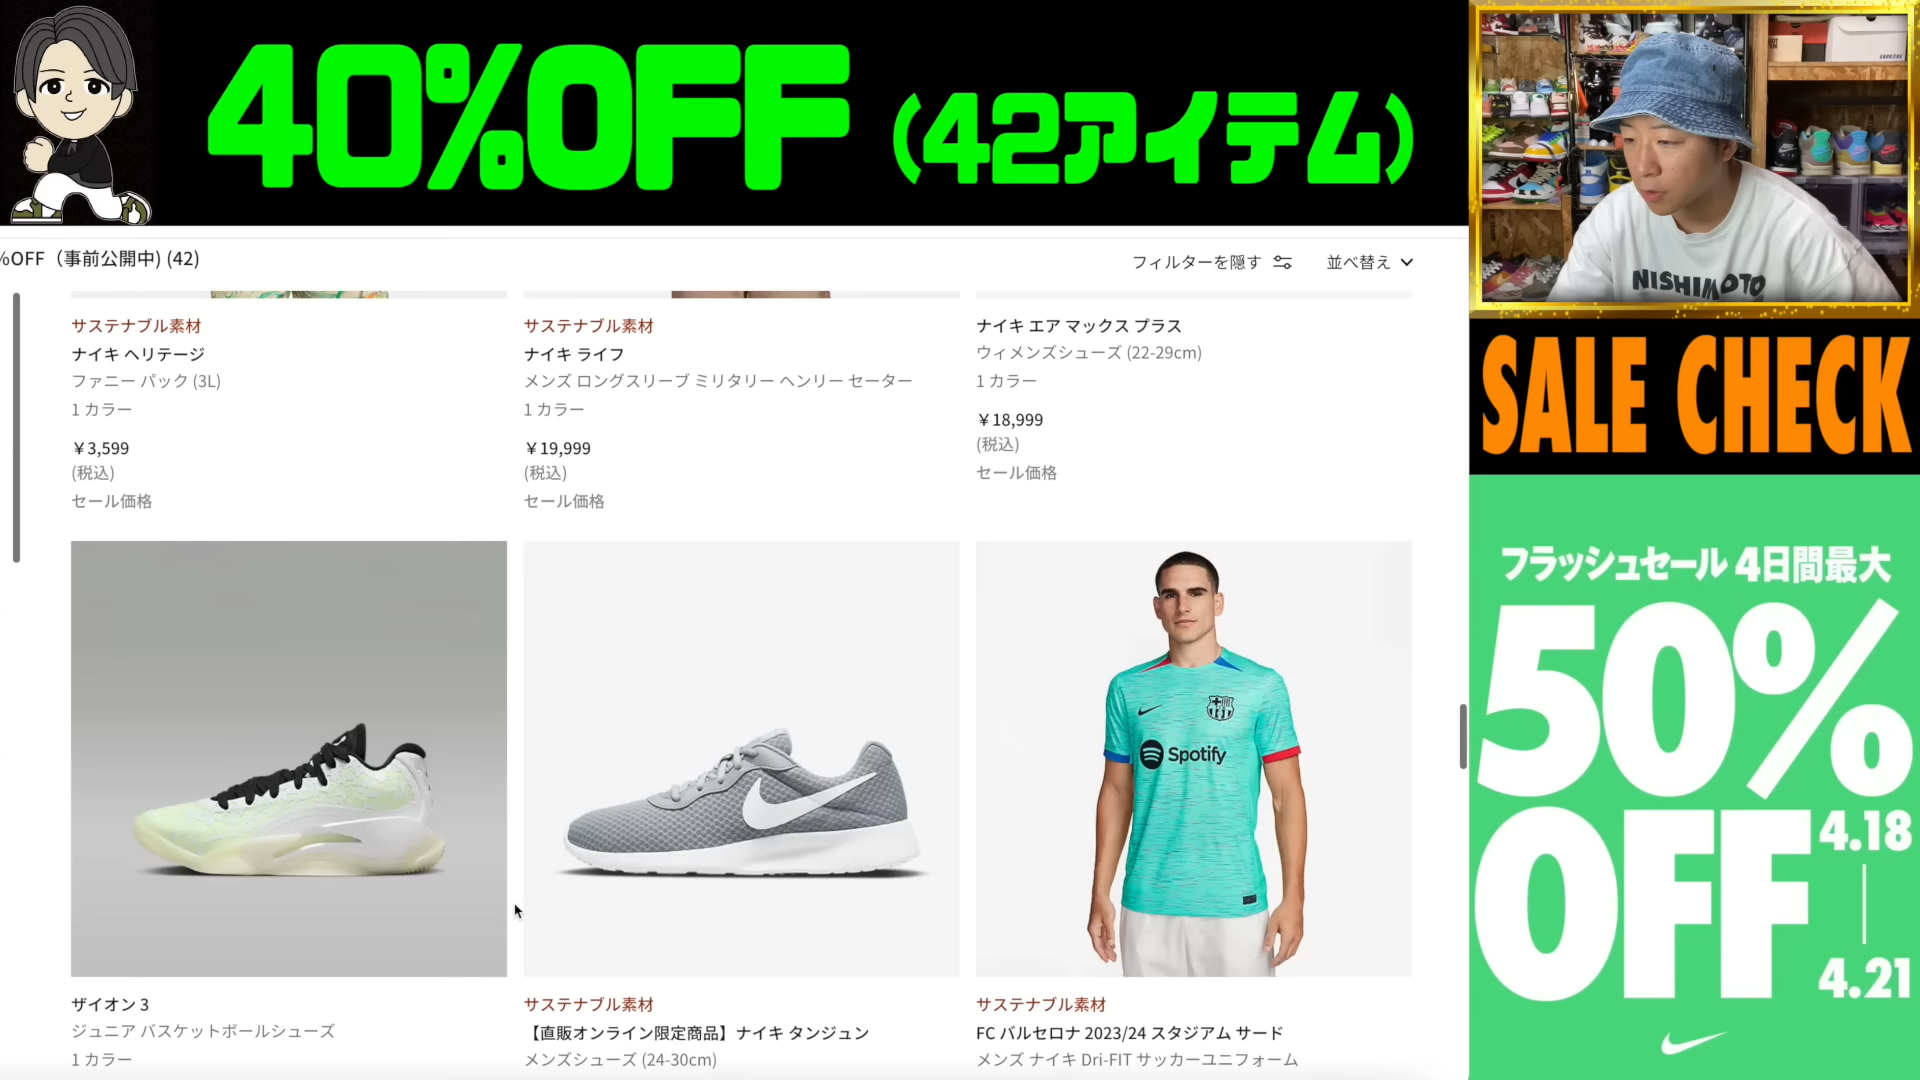 40%OFF (42アイテム)
%OFF（事前公開中) (42)
フィルターを隠す
並べ替え
サステナブル素材
ナイキ ヘリテージ
ファニー パック (3L)
1 カラー
￥3,599
(税込)
セール価格
サステナブル素材
ナイキ ライフ
メンズ ロングスリーブ ミリタリー ヘンリー セーター
1 カラー
￥19,999
(税込)
セール価格
ナイキ エア マックス プラス
ウィメンズシューズ (22-29cm)
1 カラー
￥18,999
(税込)
セール価格
Spotify
ザイオン 3
ジュニア バスケットボールシューズ
1 カラー
サステナブル素材
【直販オンライン限定商品】ナイキ タンジュン
メンズシューズ (24-30cm)
サステナブル素材
FC バルセロナ 2023/24 スタジアム サード
メンズ ナイキ Dri-FIT サッカーユニフォーム
NISHIMOTO
SALE CHECK
フラッシュセール 4日間最大
50%
OFF
4.18
4.21